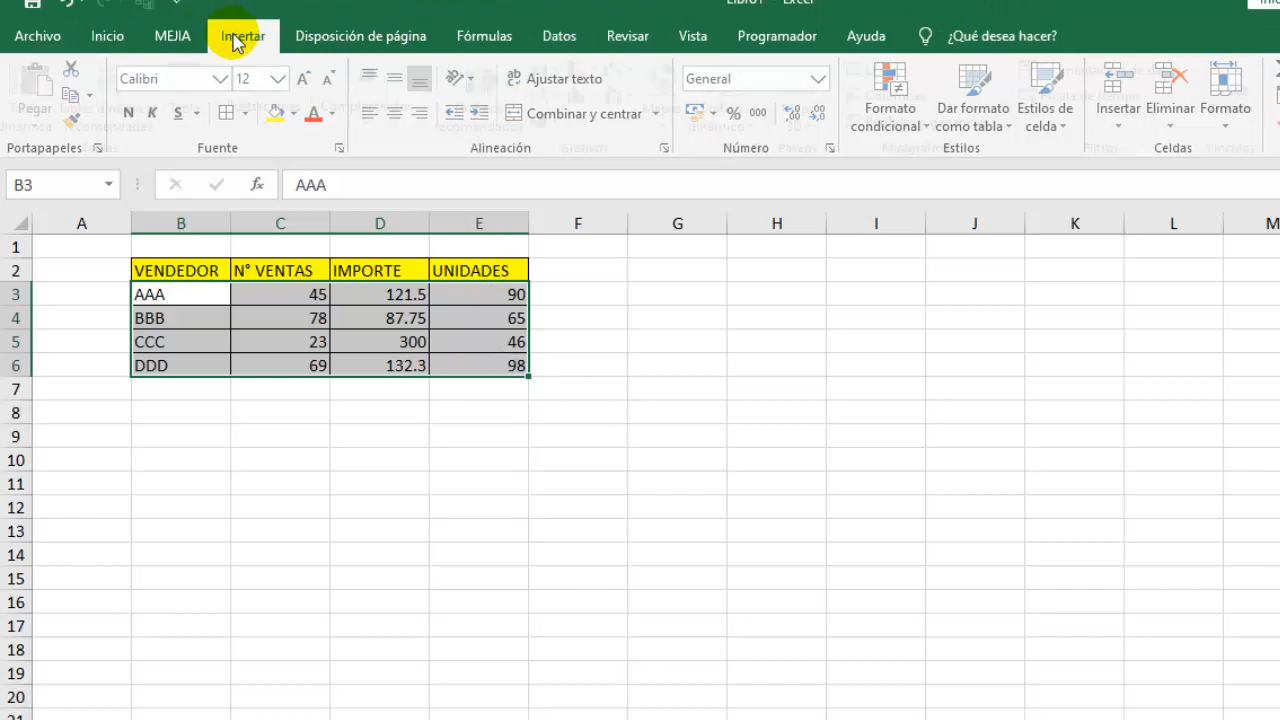 Libro1 - Excel
Archivo Inicio MEJIA Insertar Disposición de página Fórmulas Datos Revisar Vista Programador Ayuda ¿Qué desea hacer?
Calibri 12 Ajustar texto General
Pegar N K S Combinar y centrar % 000
Formato condicional Dar formato como tabla Estilos de celda Insertar Eliminar Formato
Portapapeles Fuente Alineación Número Estilos Celdas
B3 fx AAA
A B C D E F G H I J K M
1
2 VENDEDOR N° VENTAS IMPORTE UNIDADES
3 AAA 45 121.5 90
4 BBB 78 87.75 65
5 CCC 23 300 46
6 DDD 69 132.3 98
7
8
9
10
11
12
13
14
15
16
17
18
19
20